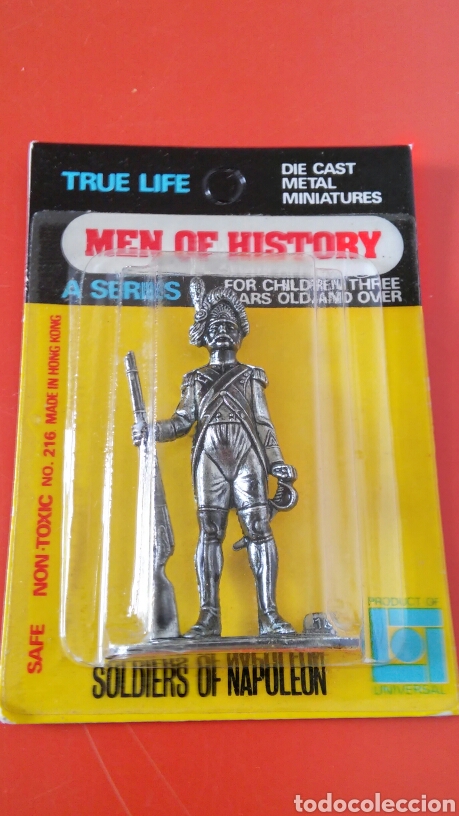 TRUE LIFE
DIE CAST
METAL
MINIATURES
MEN OF HISTORY
A SERIES
FOR CHILDREN THREE
YEARS OLD, AND OVER
SAFE NON-TOXIC NO. 216 MADE IN HONG KONG
PRODUCT OF
UNIVERSAL
SOLDIERS OF NAPOLEON
todocoleccion